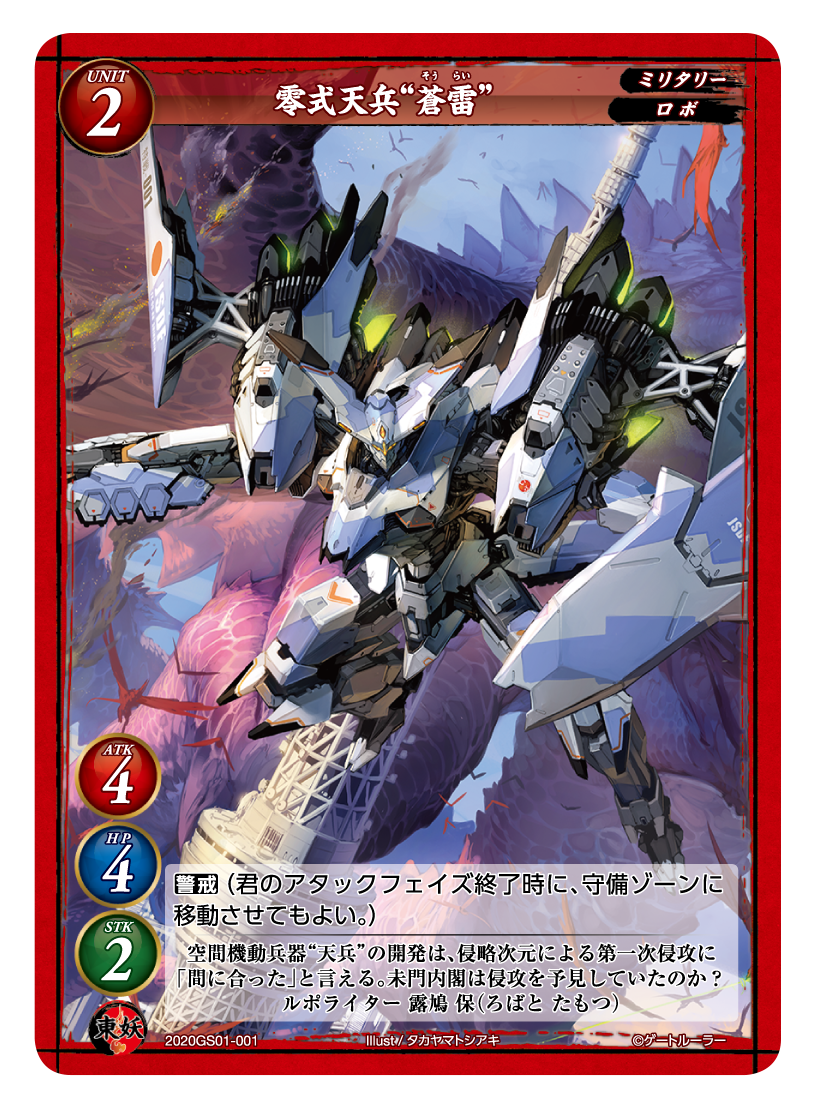 UNIT
2
そう らい
零式天兵“蒼雷”
ミリタリー
ロボ
001
JSDF
ATK
4
HP
4
STK
2
警戒(君のアタックフェイズ終了時に、守備ゾーンに
移動させてもよい。)
空間機動兵器“天兵”の開発は、侵略次元による第一次侵攻に
「間に合った」と言える。未門内閣は侵攻を予見していたのか?
ルポライター 露鳩 保(ろばと たもつ)
東妖
2020GS01-001
Illust / タカヤマトシアキ
©ゲートルーラー